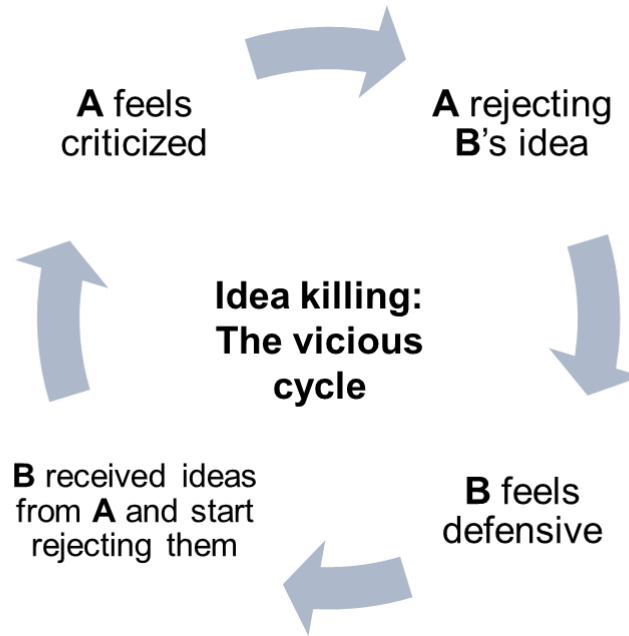 A feels
criticized
A rejecting
B's idea
Idea killing:
The vicious
cycle
B received ideas
from A and start
rejecting them
B feels
defensive